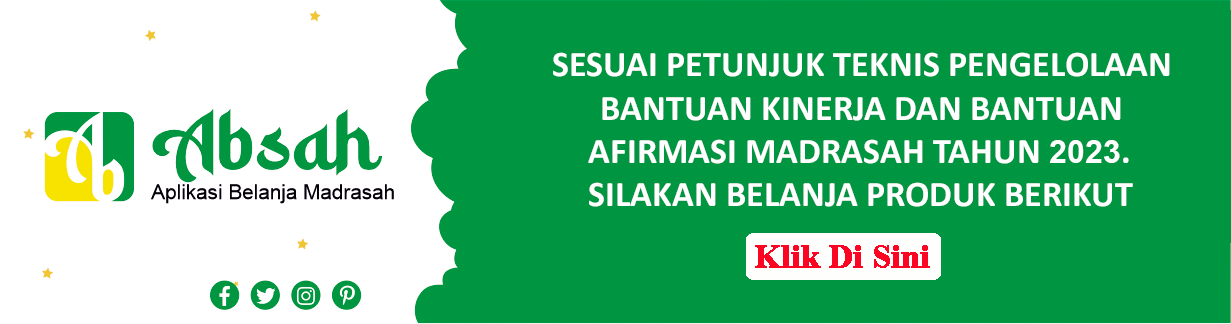 Ab
Absah
Aplikasi Belanja Madrasah
SESUAI PETUNJUK TEKNIS PENGELOLAAN
BANTUAN KINERJA DAN BANTUAN
AFIRMASI MADRASAH TAHUN 2023.
SILAKAN BELANJA PRODUK BERIKUT
Klik Di Sini